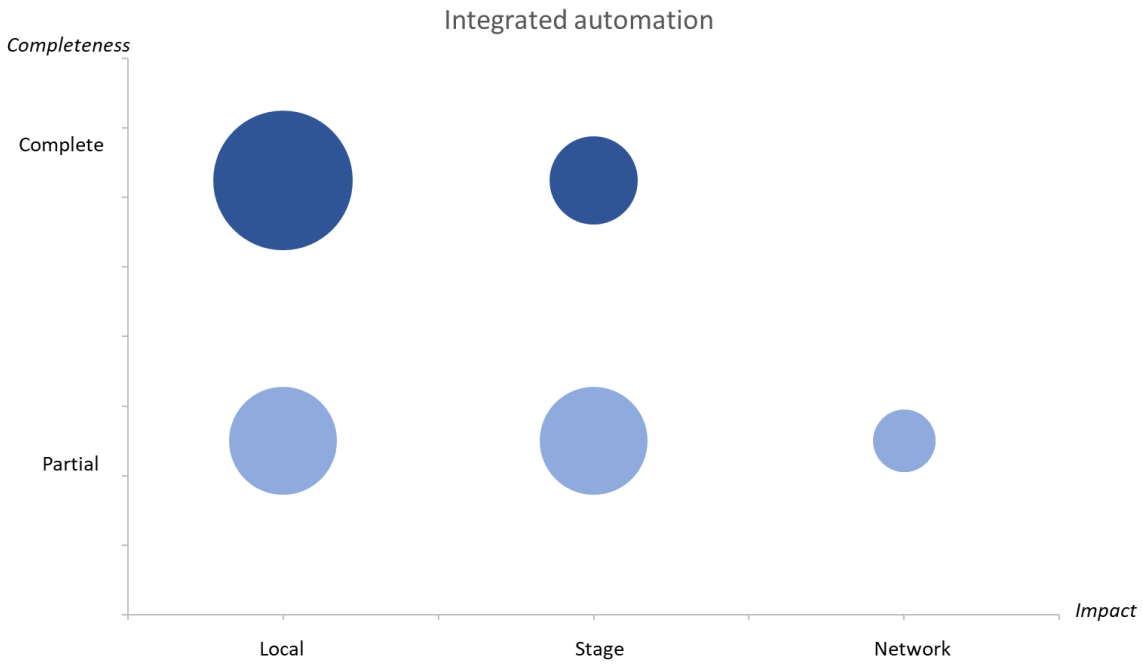 Integrated automation
Completeness
Complete
Partial
Impact
Local
Stage
Network